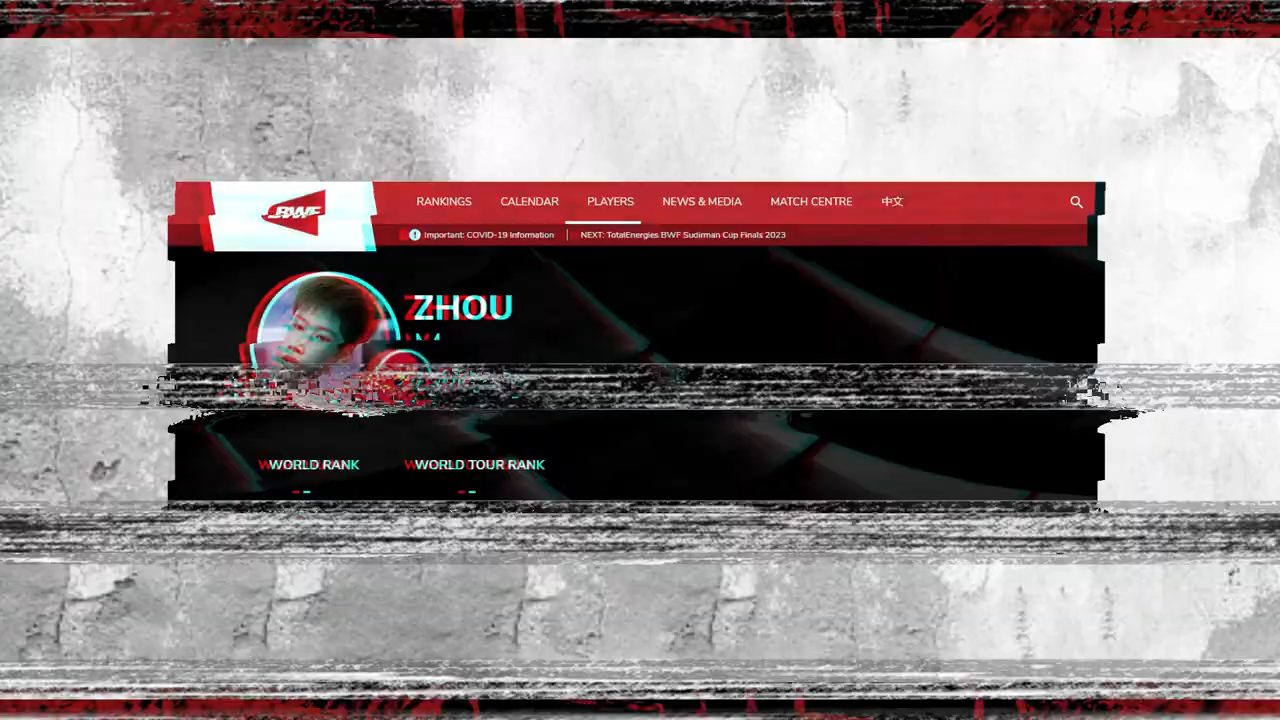 BWF
RANKINGS CALENDAR PLAYERS NEWS & MEDIA MATCH CENTRE 中文
Important: COVID-19 Information NEXT: TotalEnergies BWF Sudirman Cup Finals 2023
ZHOU
WORLD RANK WORLD TOUR RANK
- -